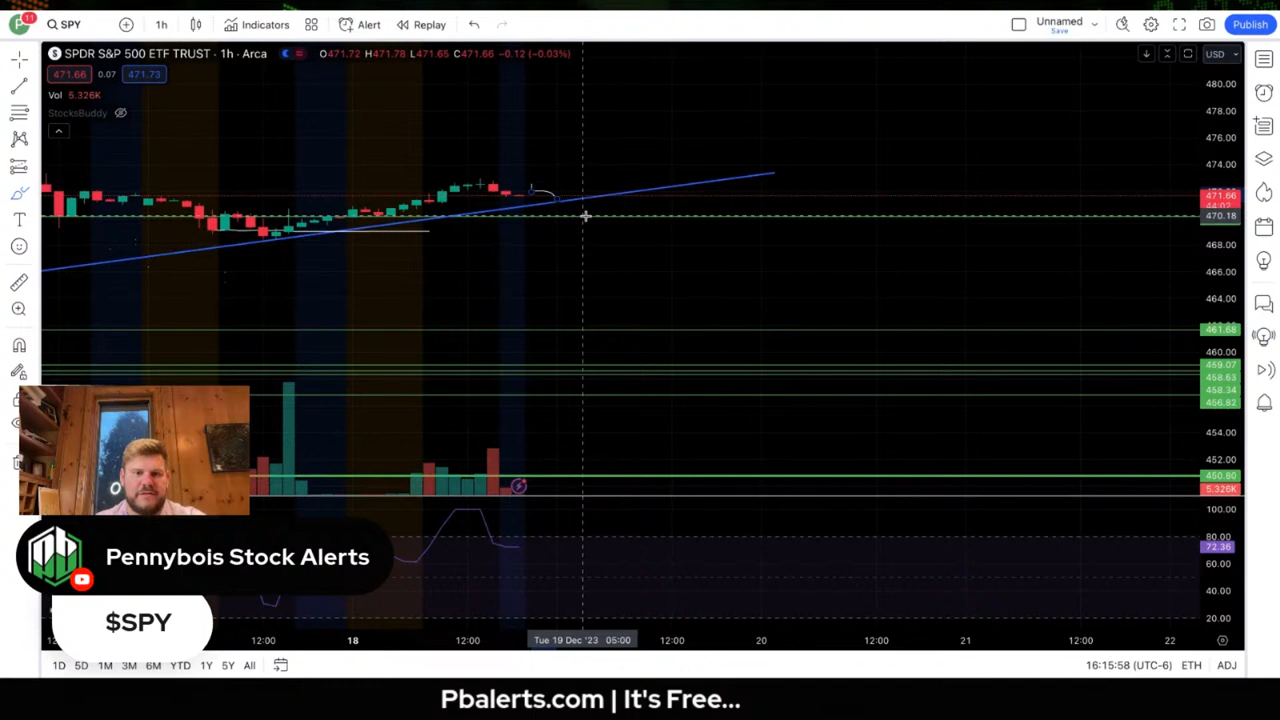 11
SPY
1h
Indicators
Alert
Replay
Unnamed
Save
Publish
SPDR S&P 500 ETF TRUST · 1h · Arca
O471.72 H471.78 L471.65 C471.66 −0.12 (−0.03%)
USD
471.66
0.07
471.73
Vol 5.326K
StocksBuddy
480.00
478.00
476.00
474.00
471.66
44:02
470.18
468.00
466.00
464.00
461.68
460.00
459.07
458.63
458.34
456.82
454.00
452.00
450.80
5.326K
100.00
80.00
72.36
60.00
40.00
20.00
Pennybois Stock Alerts
$SPY
12:00
18
12:00
Tue 19 Dec '23 05:00
12:00
20
12:00
21
12:00
22
1D 5D 1M 3M 6M YTD 1Y 5Y All
16:15:58 (UTC-6)
ETH
ADJ
Pbalerts.com | It's Free...